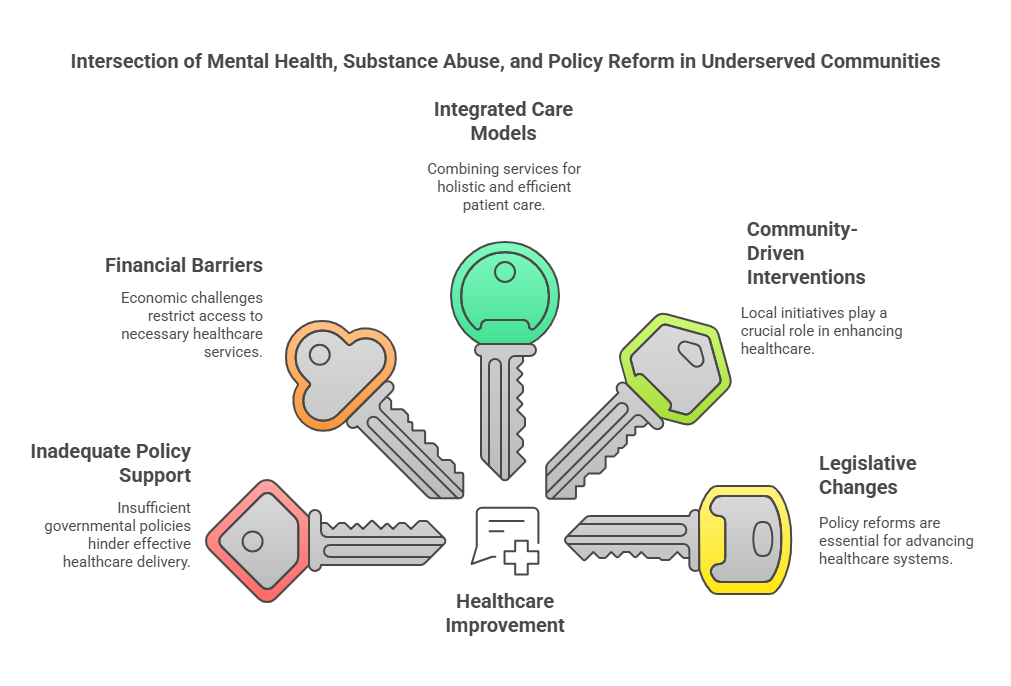 Intersection of Mental Health, Substance Abuse, and Policy Reform in Underserved Communities
Integrated Care
Models
Combining services for
holistic and efficient
patient care.
Community-
Driven
Interventions
Local initiatives play a
crucial role in enhancing
healthcare.
Financial Barriers
Economic challenges
restrict access to
necessary healthcare
services.
Inadequate Policy
Support
Insufficient
governmental policies
hinder effective
healthcare delivery.
Legislative
Changes
Policy reforms are
essential for advancing
healthcare systems.
Healthcare
Improvement